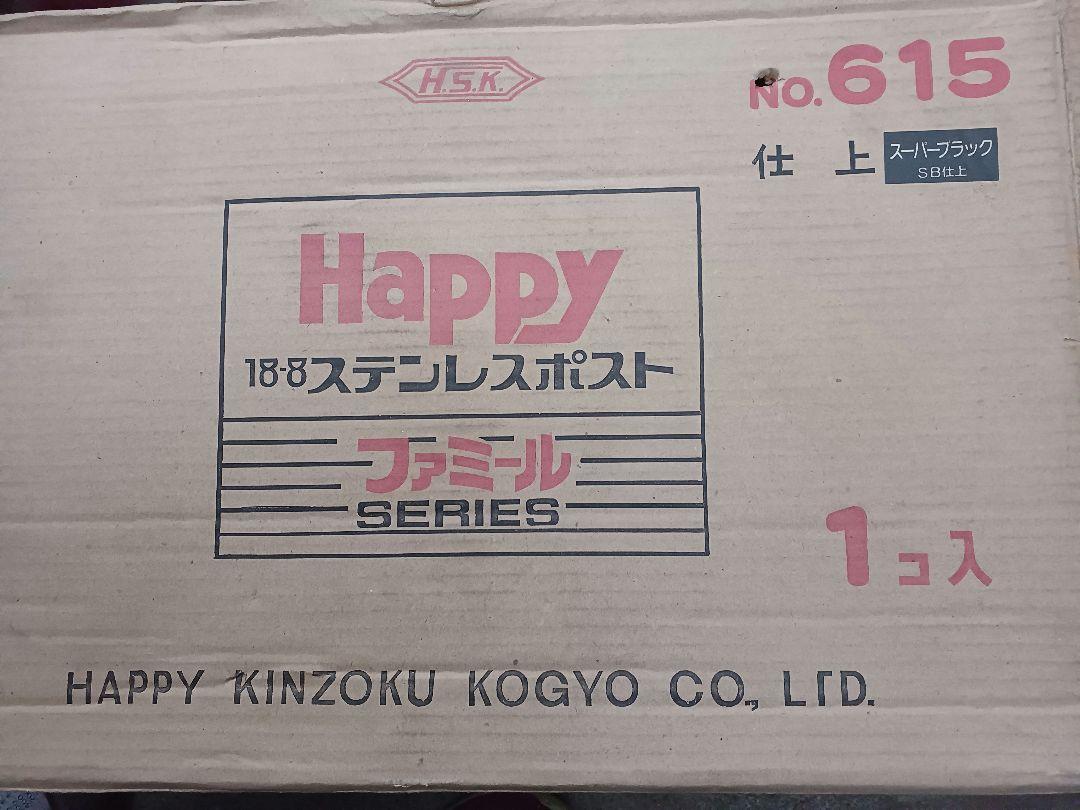 H.S.K.
NO.615
仕上 スーパーブラック
SB仕上
Happy
18-8ステンレスポスト
ファミール
SERIES
1コ入
HAPPY KINZOKU KOGYO CO., LTD.